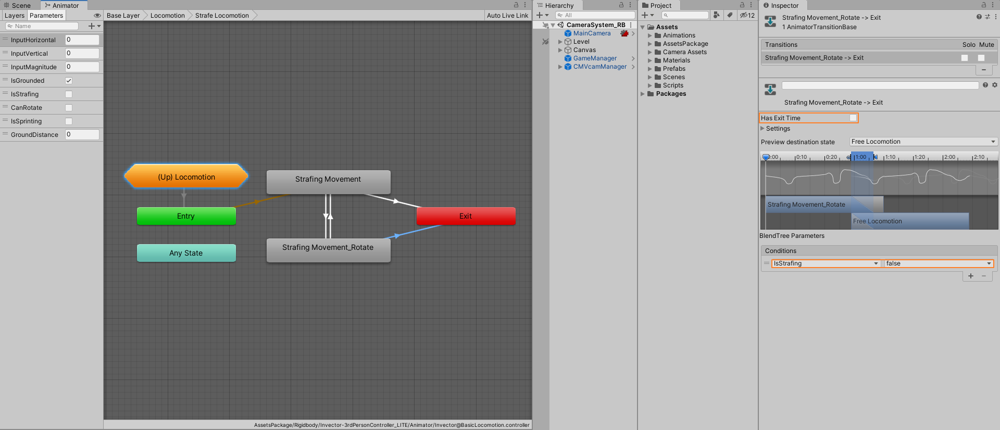 Scene
Animator
Layers
Parameters
Name
InputHorizontal 0
InputVertical 0
InputMagnitude 0
IsGrounded
IsStrafing
CanRotate
IsSprinting
GroundDistance 0
Base Layer
Locomotion
Strafe Locomotion
Auto Live Link
(Up) Locomotion
Entry
Any State
Strafing Movement
Strafing Movement_Rotate
Exit
AssetsPackage/Rigidbody/Invector-3rdPersonController_LITE/Animator/Invector@BasicLocomotion.controller
Hierarchy
All
CameraSystem_RB
MainCamera
Level
Canvas
GameManager
CMVcamManager
Project
12
Assets
Animations
AssetsPackage
Camera Assets
Materials
Prefabs
Scenes
Scripts
Packages
Inspector
Strafing Movement_Rotate -> Exit
1 AnimatorTransitionBase
Transitions Solo Mute
Strafing Movement_Rotate -> Exit
Strafing Movement_Rotate -> Exit
Has Exit Time
Settings
Preview destination state Free Locomotion
:00 0:10 0:20 1:00 1:10 1:20 2:00 2:10
Strafing Movement_Rotate
Free Locomotion
BlendTree Parameters
Conditions
IsStrafing false